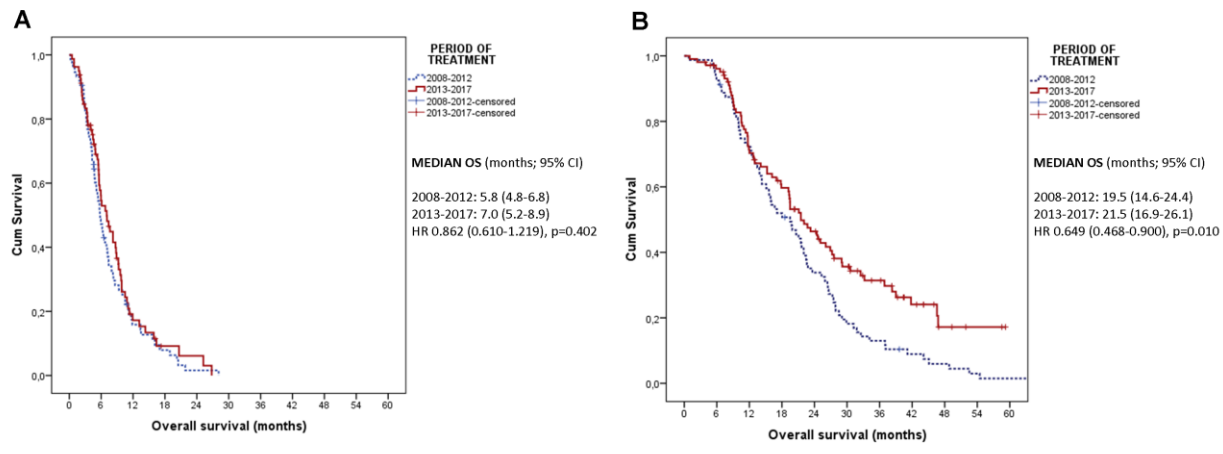 A
PERIOD OF
TREATMENT
2008-2012
2013-2017
2008-2012-censored
2013-2017-censored
MEDIAN OS (months; 95% CI)
2008-2012: 5.8 (4.8-6.8)
2013-2017: 7.0 (5.2-8.9)
HR 0.862 (0.610-1.219), p=0.402
Cum Survival
1,0
0,8
0,6
0,4
0,2
0,0
0 6 12 18 24 30 36 42 48 54 60
Overall survival (months)
B
PERIOD OF
TREATMENT
2008-2012
2013-2017
2008-2012-censored
2013-2017-censored
MEDIAN OS (months; 95% CI)
2008-2012: 19.5 (14.6-24.4)
2013-2017: 21.5 (16.9-26.1)
HR 0.649 (0.468-0.900), p=0.010
Cum Survival
1,0
0,8
0,6
0,4
0,2
0,0
0 6 12 18 24 30 36 42 48 54 60
Overall survival (months)